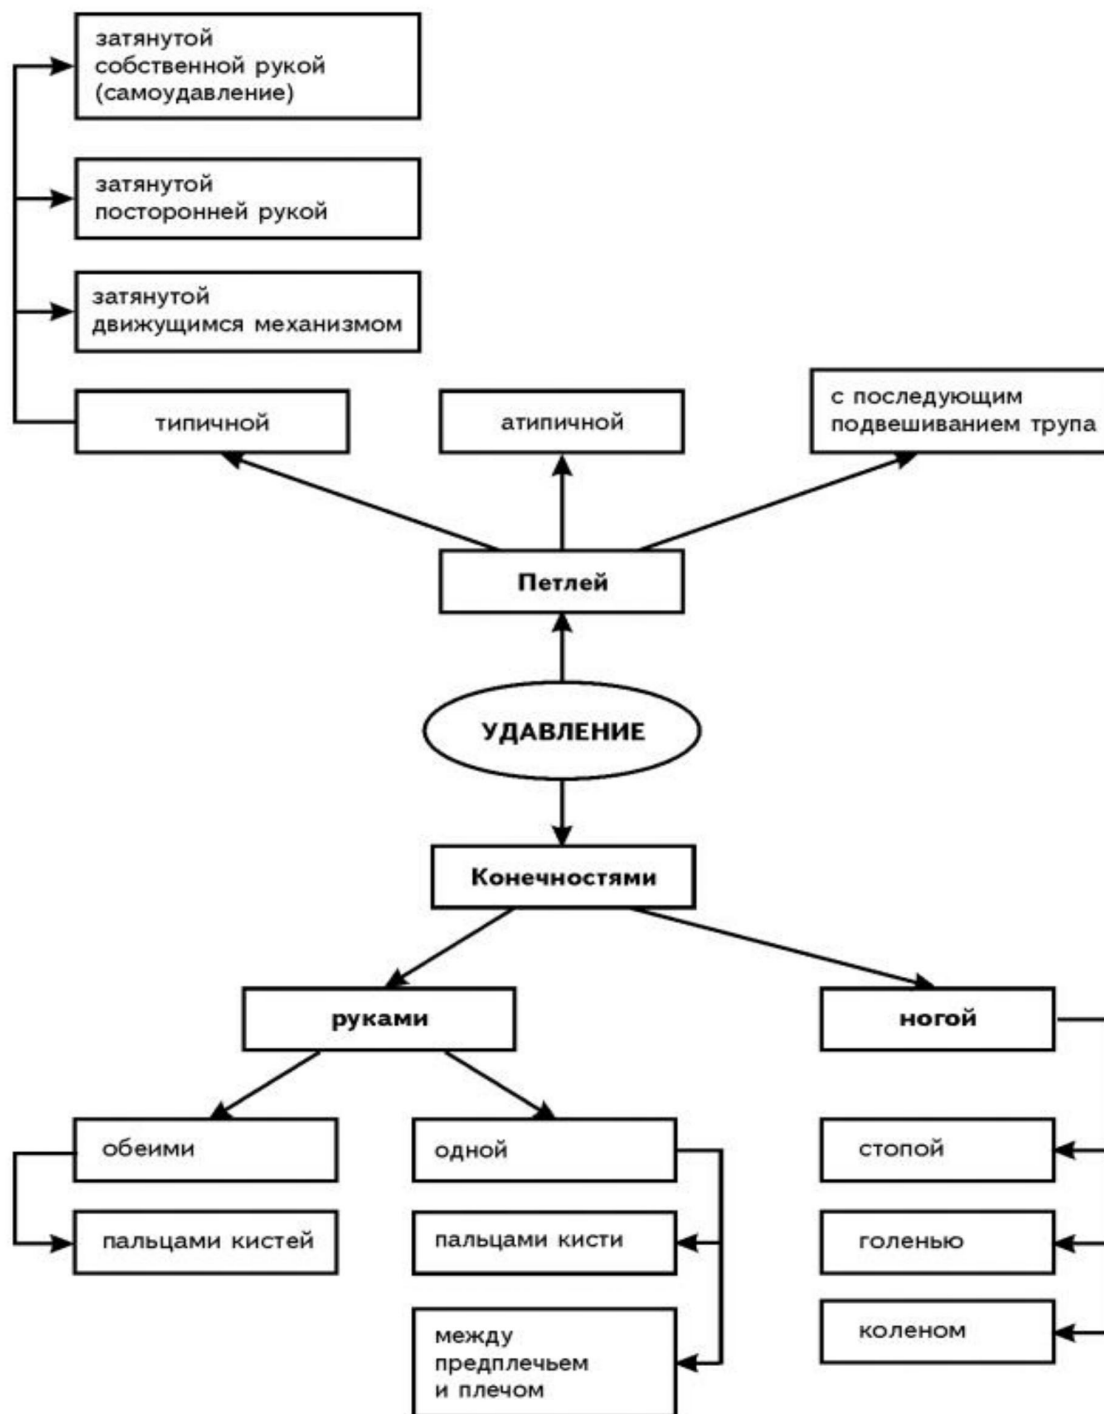 затянутой
собственной рукой
(самоудавление)
затянутой
посторонней рукой
затянутой
движущимся механизмом
типичной
атипичной
с последующим
подвешиванием трупа
Петлей
УДАВЛЕНИЕ
Конечностями
руками
ногой
обеими
одной
стопой
пальцами кистей
пальцами кисти
голенью
между
предплечьем
и плечом
коленом